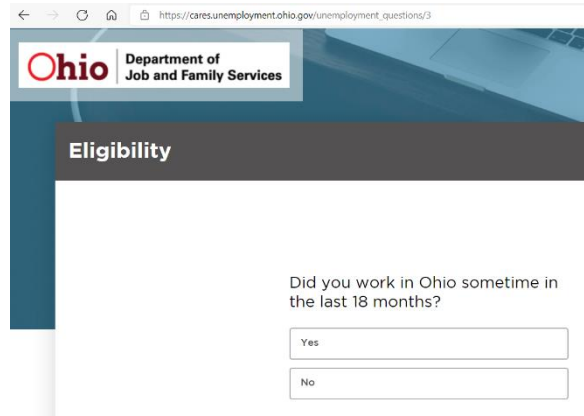 https://cares.unemployment.ohio.gov/unemployment_questions/3
Ohio
Department of
Job and Family Services
Eligibility
Did you work in Ohio sometime in
the last 18 months?
Yes
No